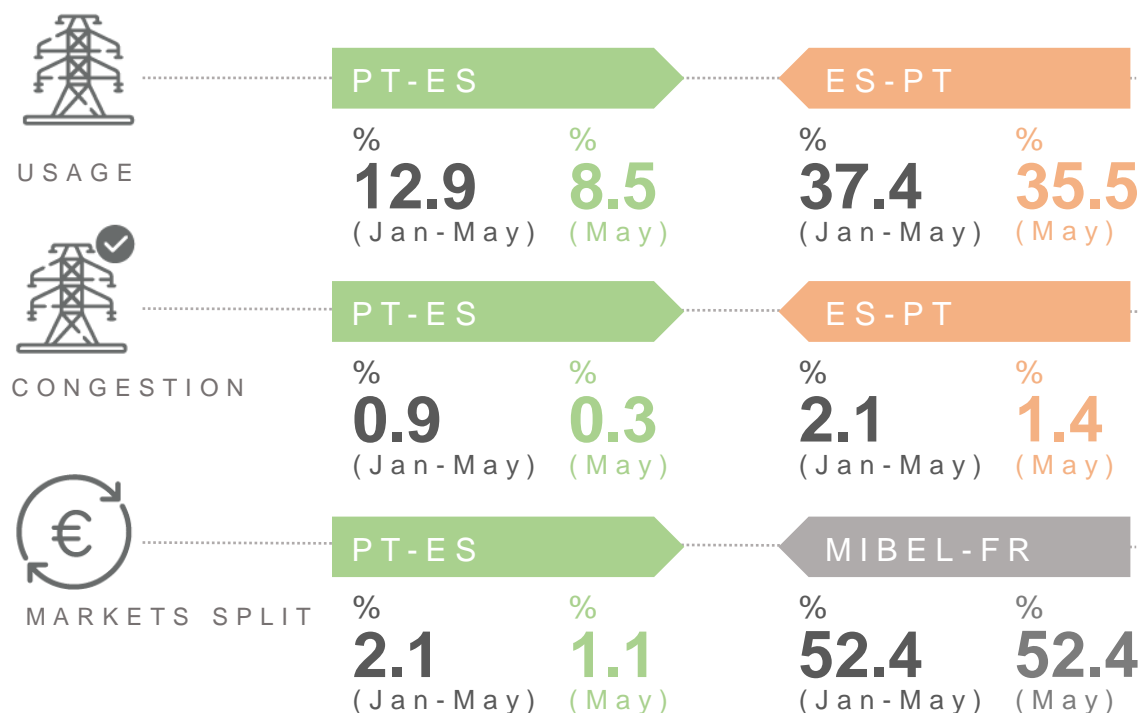 PT-ES ES-PT
% % % %
12.9 8.5 37.4 35.5
USAGE
(Jan-May) (May) (Jan-May) (May)
PT-ES ES-PT
% % % %
CONGESTION
0.9 0.3 2.1 1.4
(Jan-May) (May) (Jan-May) (May)
€
PT-ES MIBEL-FR
% % % %
MARKETS SPLIT
2.1 1.1 52.4 52.4
(Jan-May) (May) (Jan-May) (May)